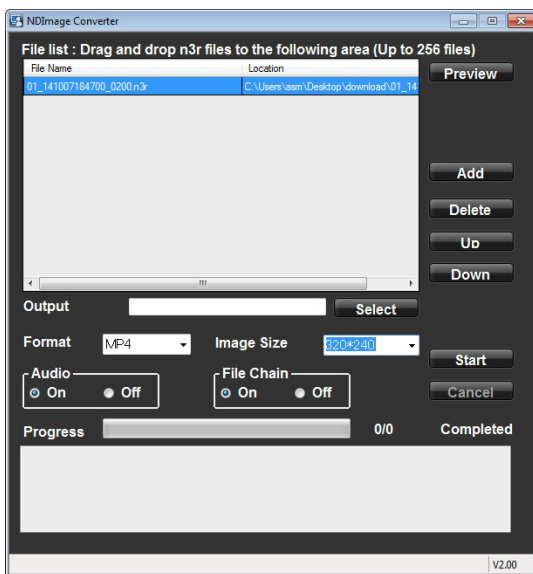 NDImage Converter
File list : Drag and drop n3r files to the following area (Up to 256 files)
File Name Location
01_141007184700_0200.n3r C:\Users\asm\Desktop\download\01_14
Preview
Add
Delete
Up
Down
Output Select
Format MP4 Image Size 320*240
Start
Audio File Chain
On Off On Off
Cancel
Progress 0/0 Completed
V2.00